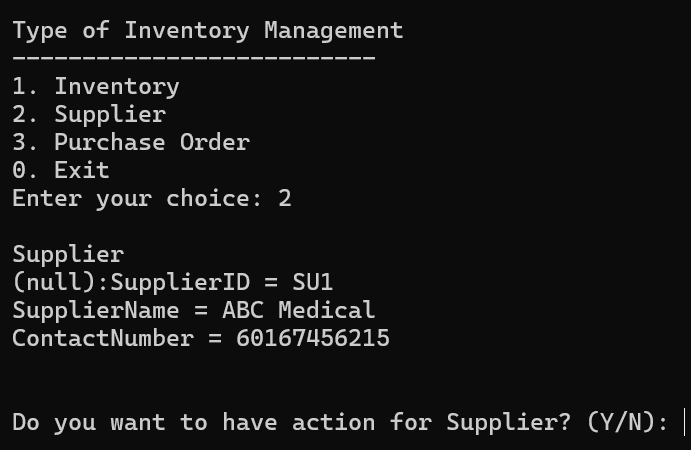 Type of Inventory Management
--------------------------
1. Inventory
2. Supplier
3. Purchase Order
0. Exit
Enter your choice: 2
Supplier
(null):SupplierID = SU1
SupplierName = ABC Medical
ContactNumber = 60167456215
Do you want to have action for Supplier? (Y/N):